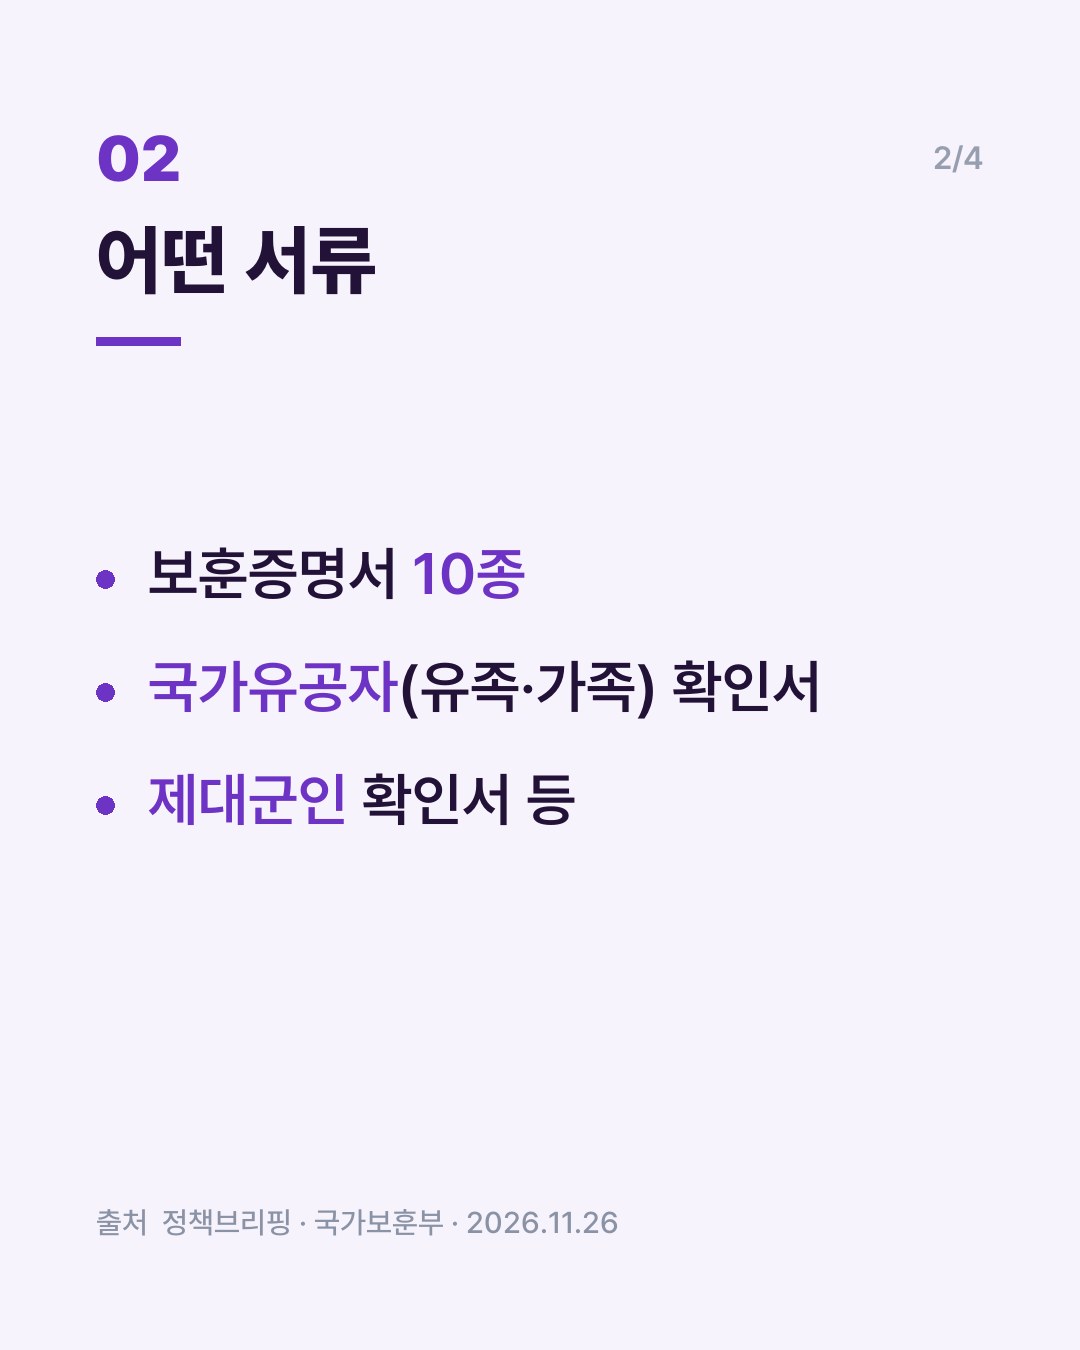 02
2/4
어떤 서류
• 보훈증명서 10종
• 국가유공자(유족·가족) 확인서
• 제대군인 확인서 등
출처 정책브리핑 · 국가보훈부 · 2026.11.26